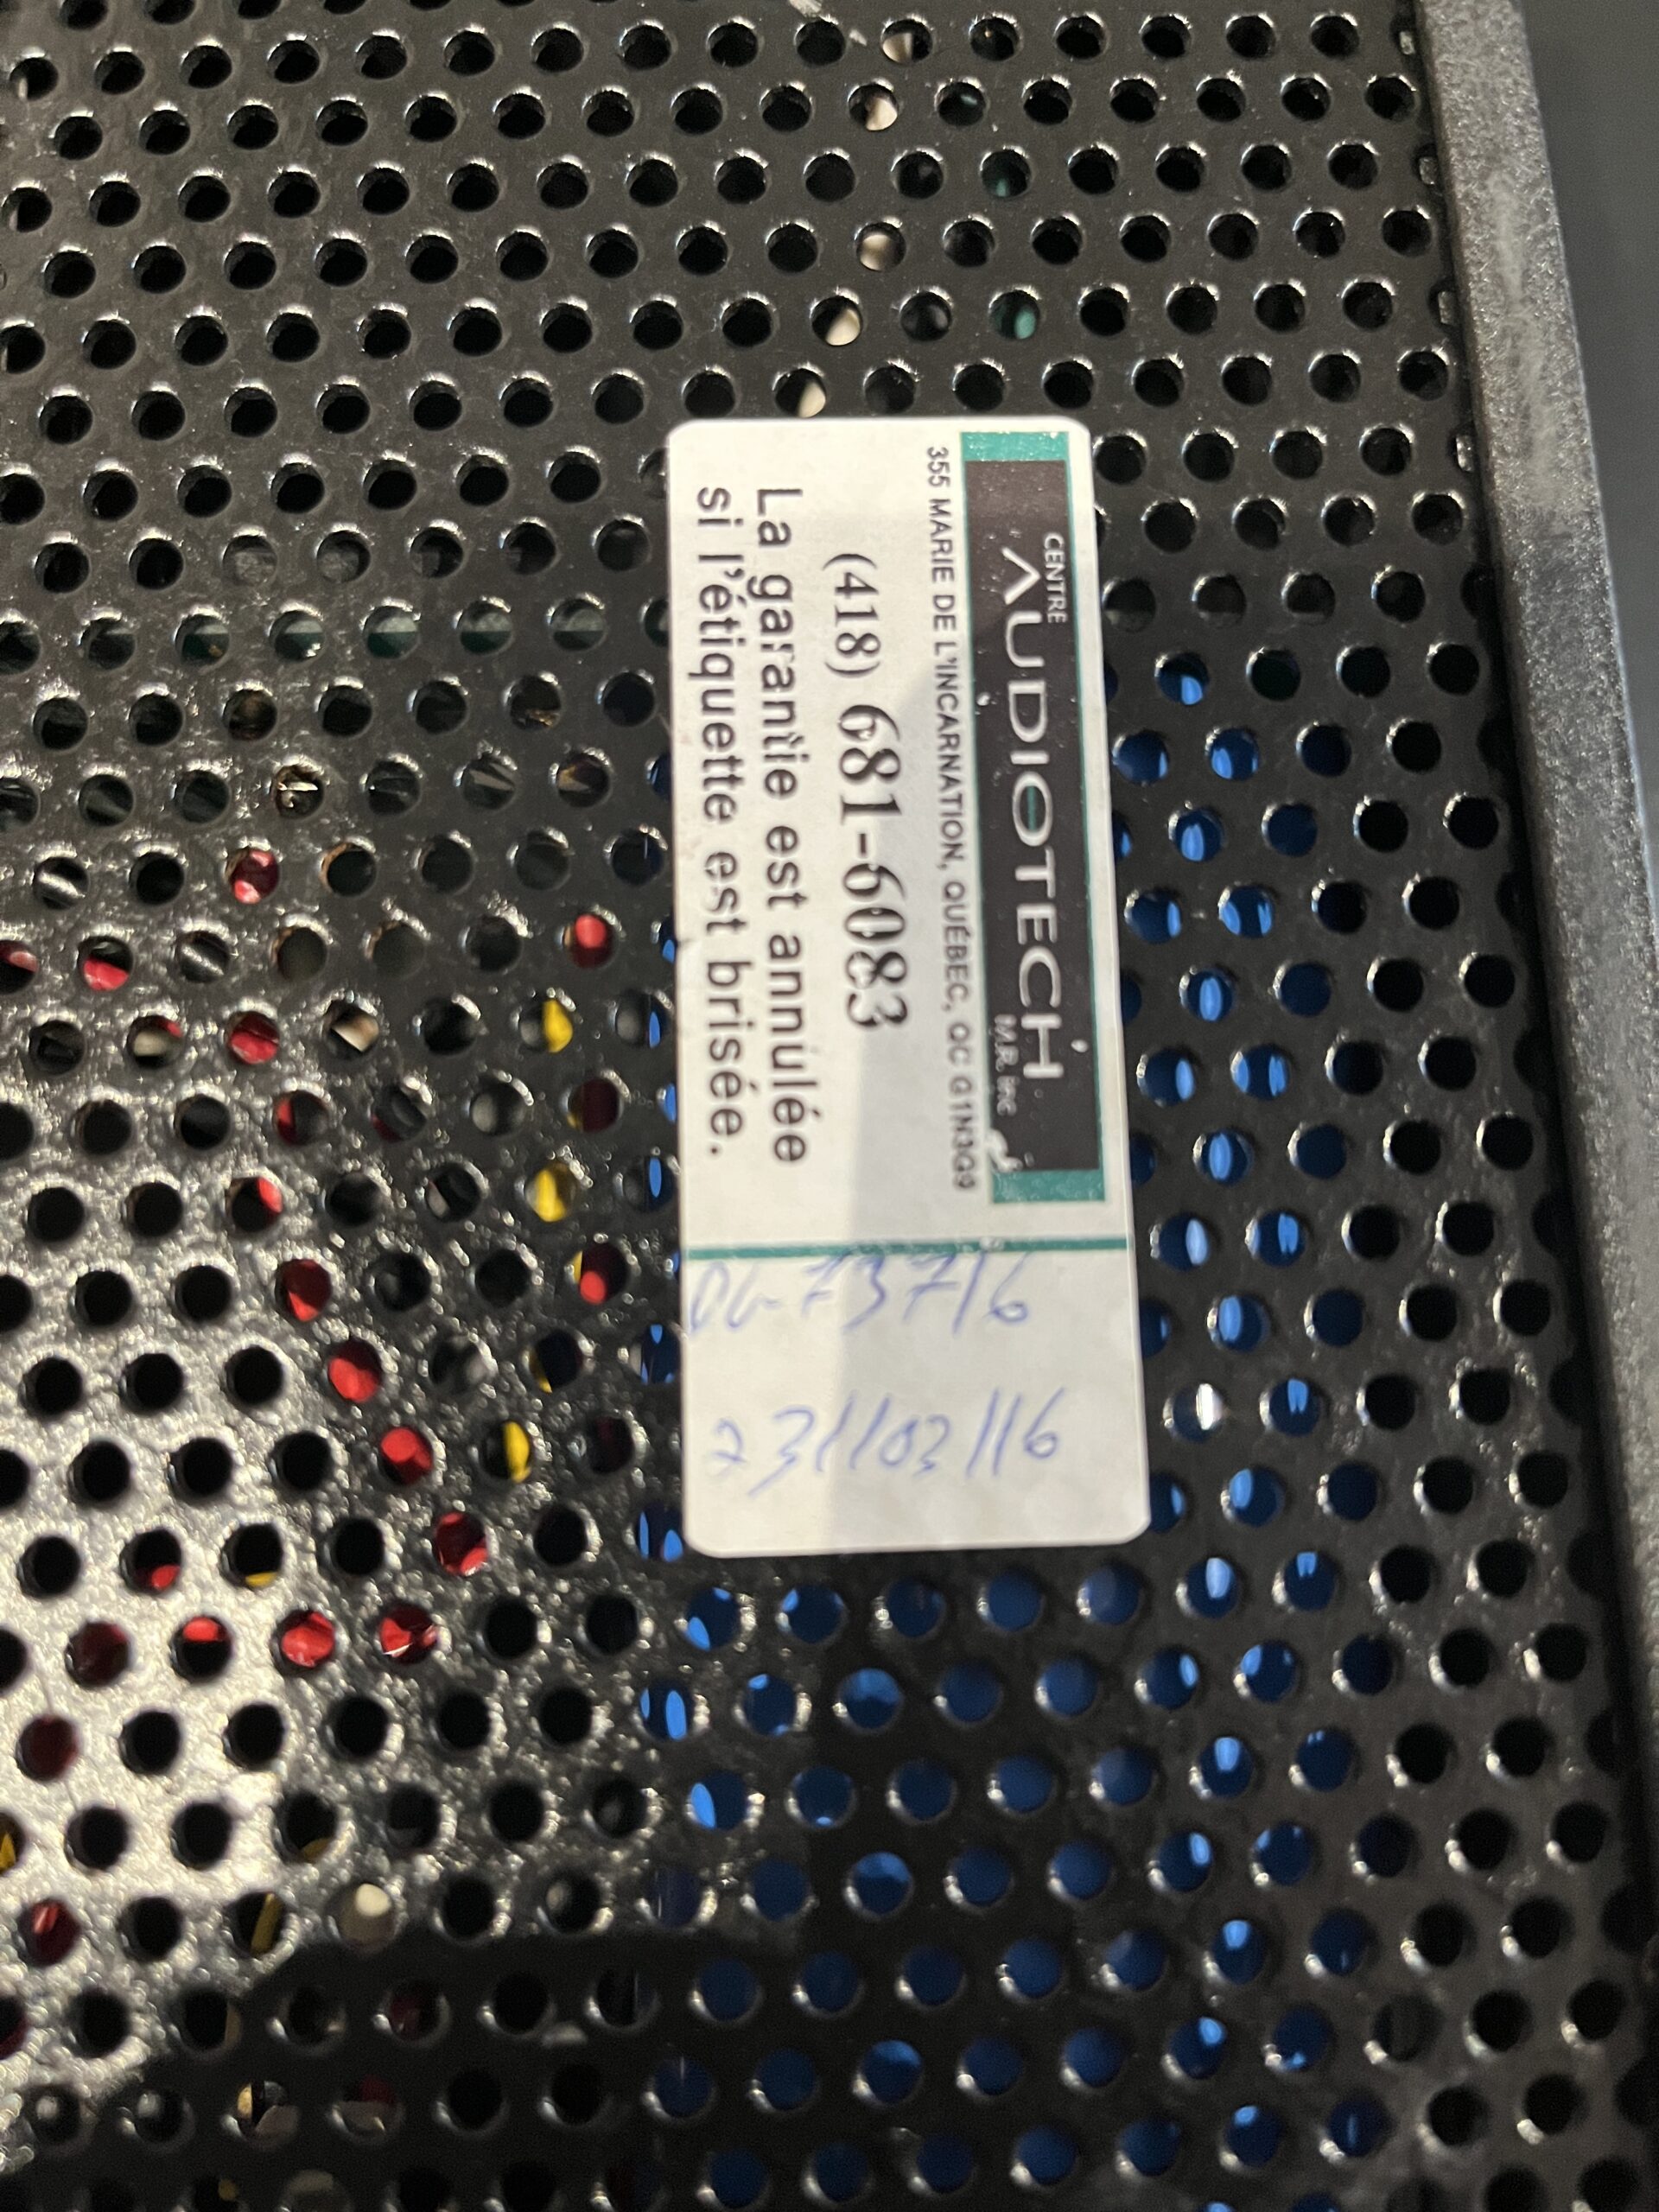 CENTRE
AUDIOTECH
M.R. inc
355 MARIE DE L'INCARNATION, QUÉBEC, QC G1N3G9
(418) 681-6083
La garantie est annulée
si l'étiquette est brisée.
23/1103/16